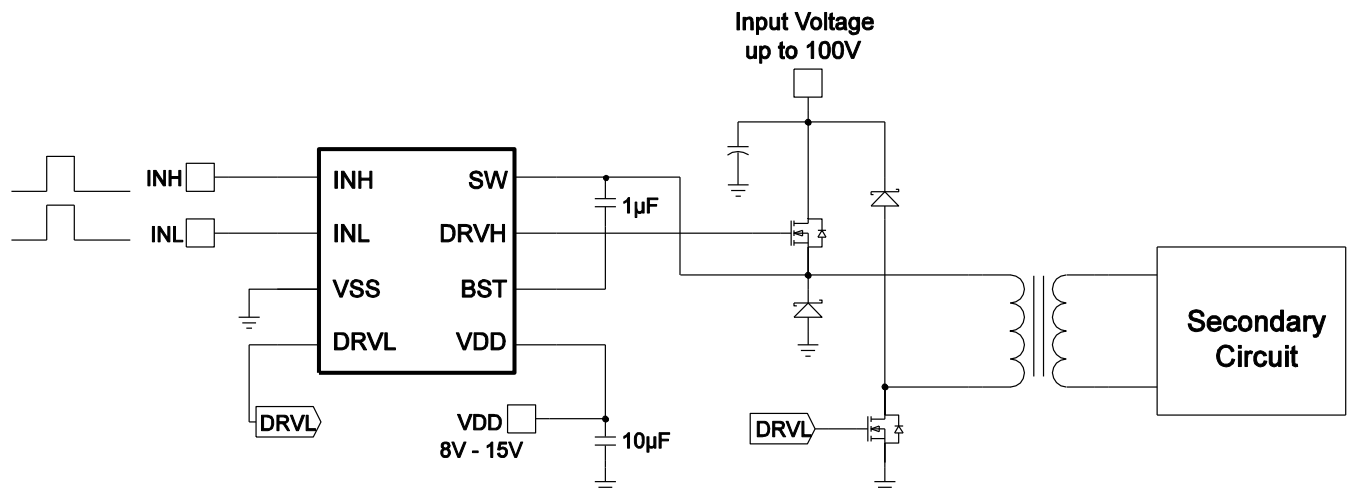 Input Voltage
up to 100V
INH
INL
INH
INL
VSS
DRVL
SW
DRVH
BST
VDD
1µF
DRVL
VDD
8V - 15V
10µF
DRVL
Secondary
Circuit